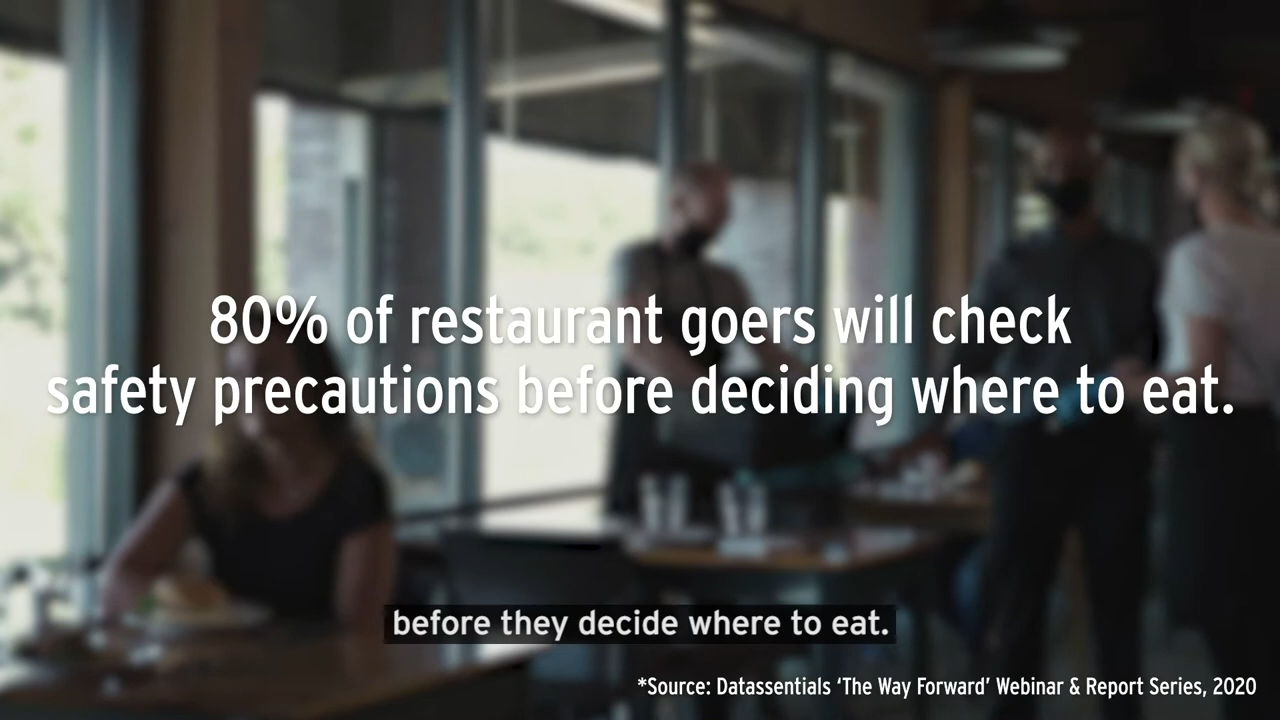 80% of restaurant goers will check
safety precautions before deciding where to eat.
before they decide where to eat.
*Source: Datassentials ‘The Way Forward’ Webinar & Report Series, 2020